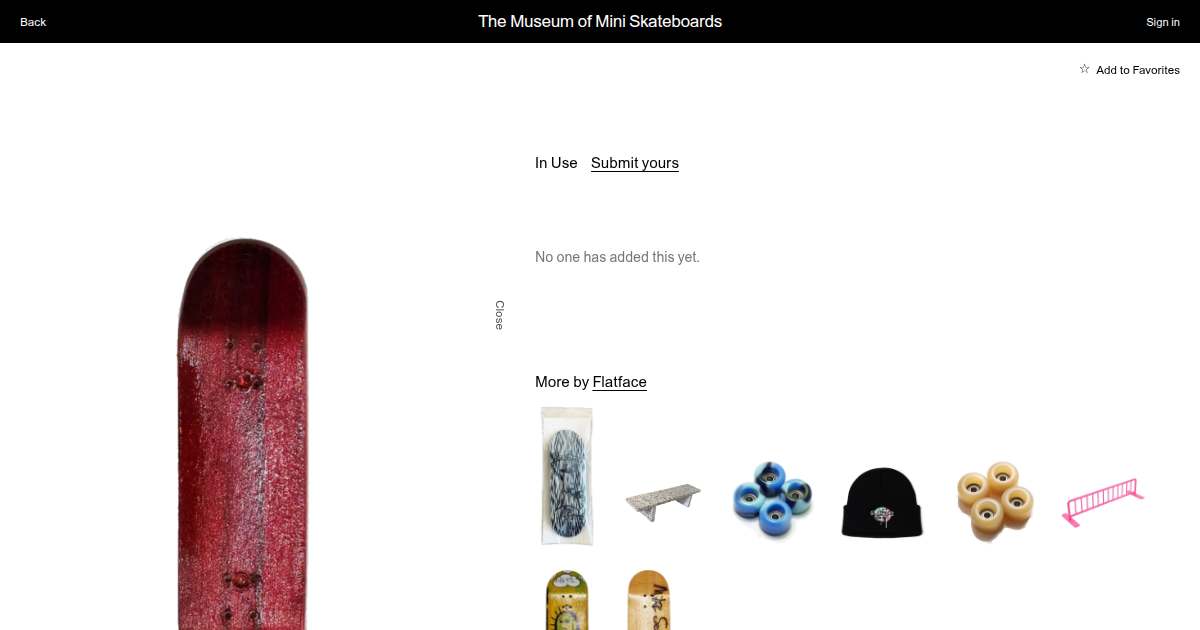 Back
The Museum of Mini Skateboards
Sign in
☆ Add to Favorites
In Use Submit yours
No one has added this yet.
Close
More by Flatface